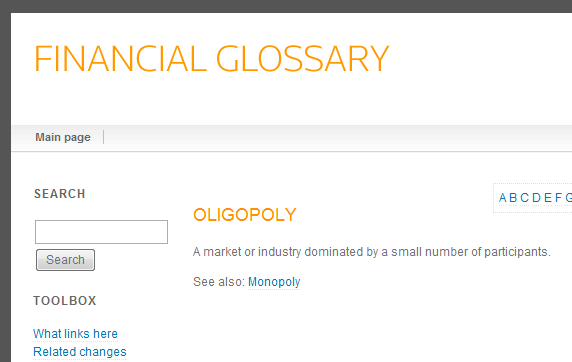 FINANCIAL GLOSSARY
Main page
SEARCH
Search
TOOLBOX
What links here
Related changes
A B C D E F G
OLIGOPOLY
A market or industry dominated by a small number of participants.
See also: Monopoly